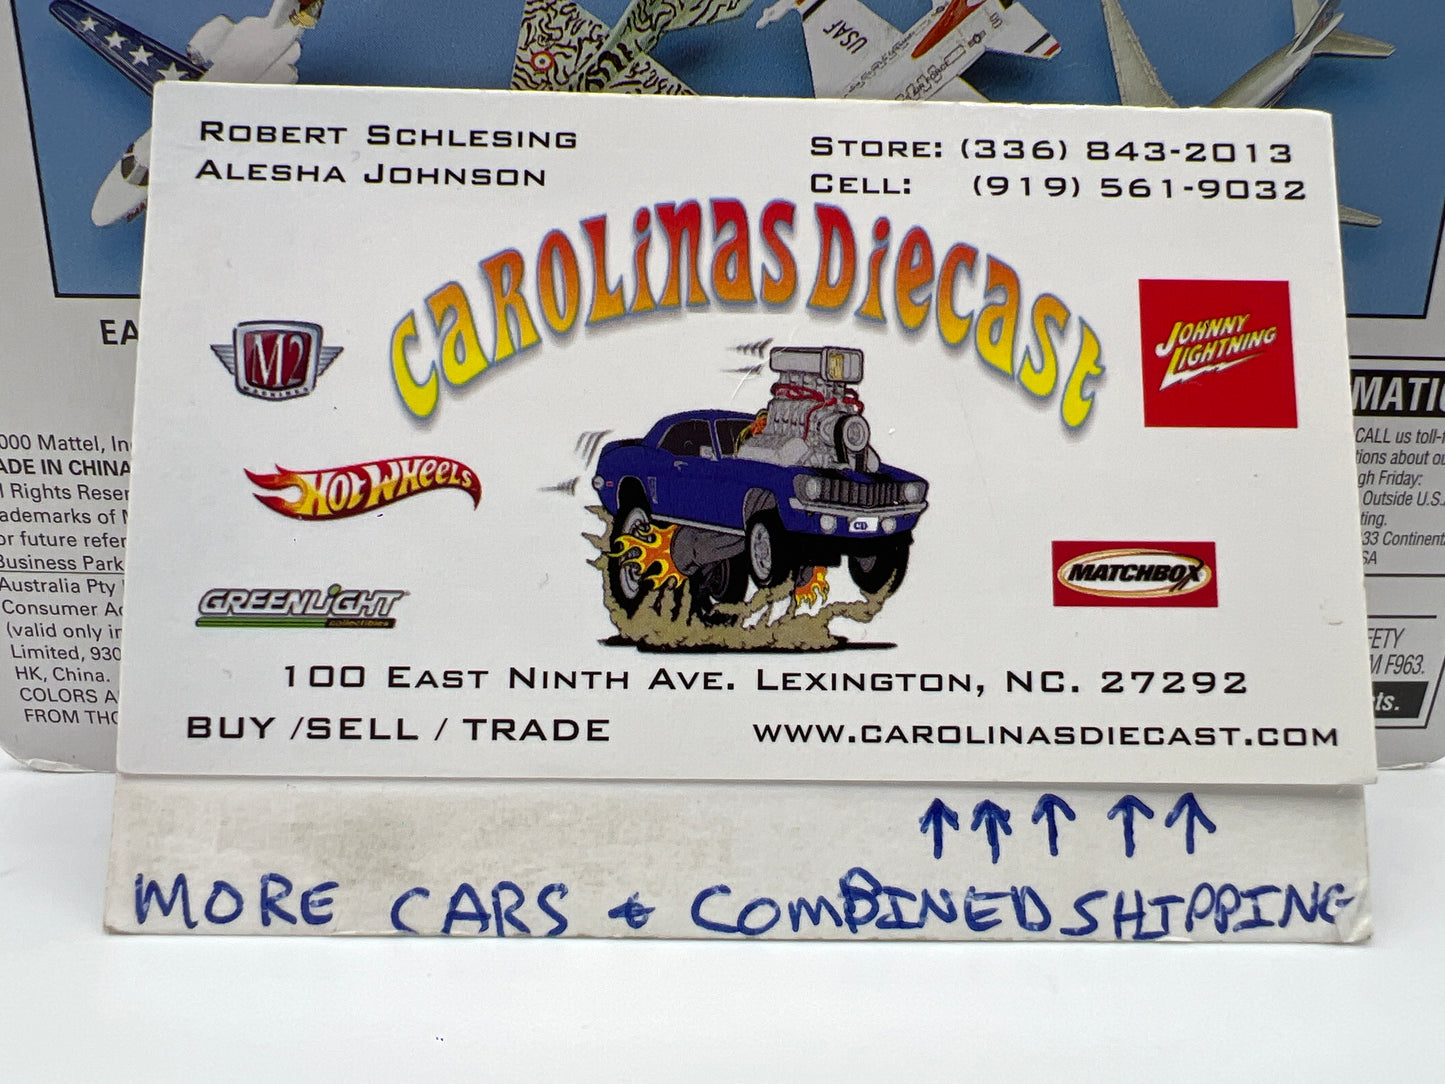 USAF
ROBERT SCHLESING
ALESHA JOHNSON
STORE: (336) 843-2013
CELL: (919) 561-9032
CAROLINAS DIECAST
M2
MACHINES
JOHNNY
LIGHTNING
HOT WHEELS
CD
GREENLIGHT
collectibles
MATCHBOX
100 EAST NINTH AVE. LEXINGTON, NC. 27292
BUY /SELL / TRADE
WWW.CAROLINASDIECAST.COM
↑↑↑ ↑↑
MORE CARS & COMBINED SHIPPING
EA
000 Mattel, In
ADE IN CHINA
l Rights Reser
ademarks of
or future refer
Business Park
Australia Pty
Consumer
(valid only in
Limited, 930
HK, China.
COLORS A
FROM THO
MATIO
CALL us toll-f
tions about ou
gh Friday:
Outside U.S.
ting.
33 Continent
SA
ETY
M F963.
ts.